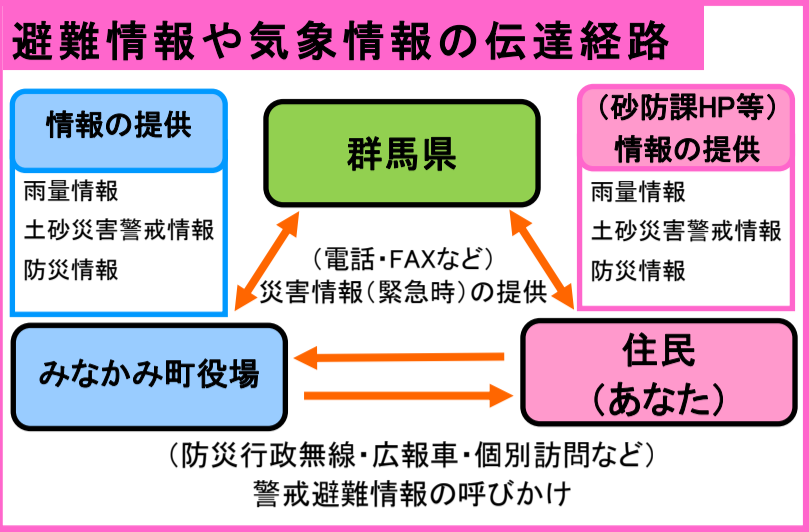 避難情報や気象情報の伝達経路
情報の提供
雨量情報
土砂災害警戒情報
防災情報
群馬県
（砂防課HP等）
情報の提供
雨量情報
土砂災害警戒情報
防災情報
（電話・FAXなど）
災害情報（緊急時）の提供
みなかみ町役場
住民
（あなた）
（防災行政無線・広報車・個別訪問など）
警戒避難情報の呼びかけ